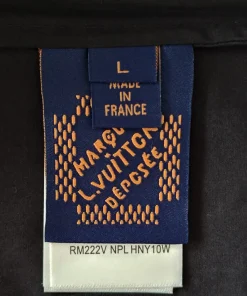 L
MADE
IN
FRANCE
MARQUE
L.VUITTON
DÉPOSÉE
RM222V NPL HNY10W